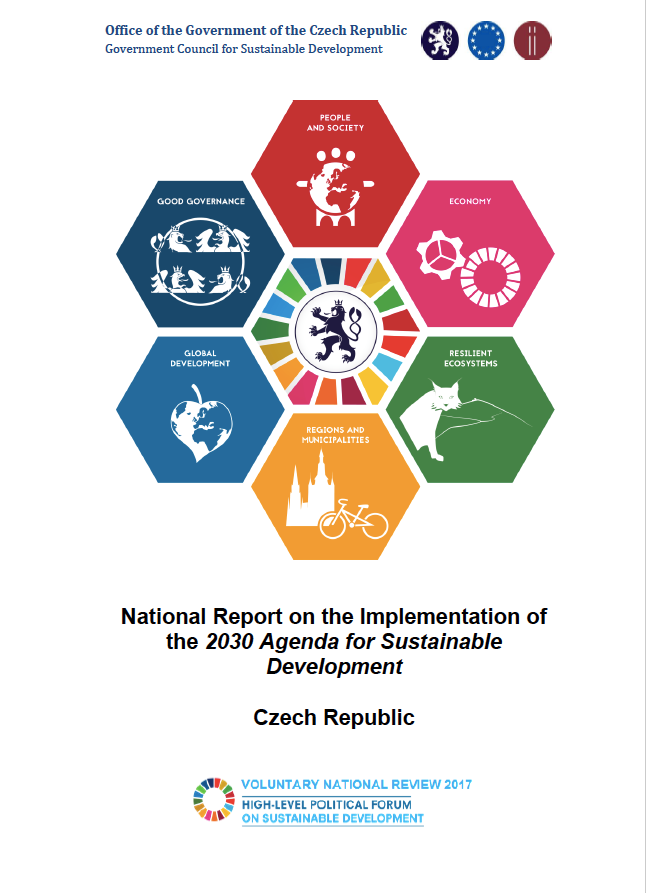 Office of the Government of the Czech Republic
Government Council for Sustainable Development
PEOPLE
AND SOCIETY
GOOD GOVERNANCE
ECONOMY
GLOBAL
DEVELOPMENT
RESILIENT
ECOSYSTEMS
REGIONS AND
MUNICIPALITIES
National Report on the Implementation of
the 2030 Agenda for Sustainable
Development
Czech Republic
VOLUNTARY NATIONAL REVIEW 2017
HIGH-LEVEL POLITICAL FORUM
ON SUSTAINABLE DEVELOPMENT